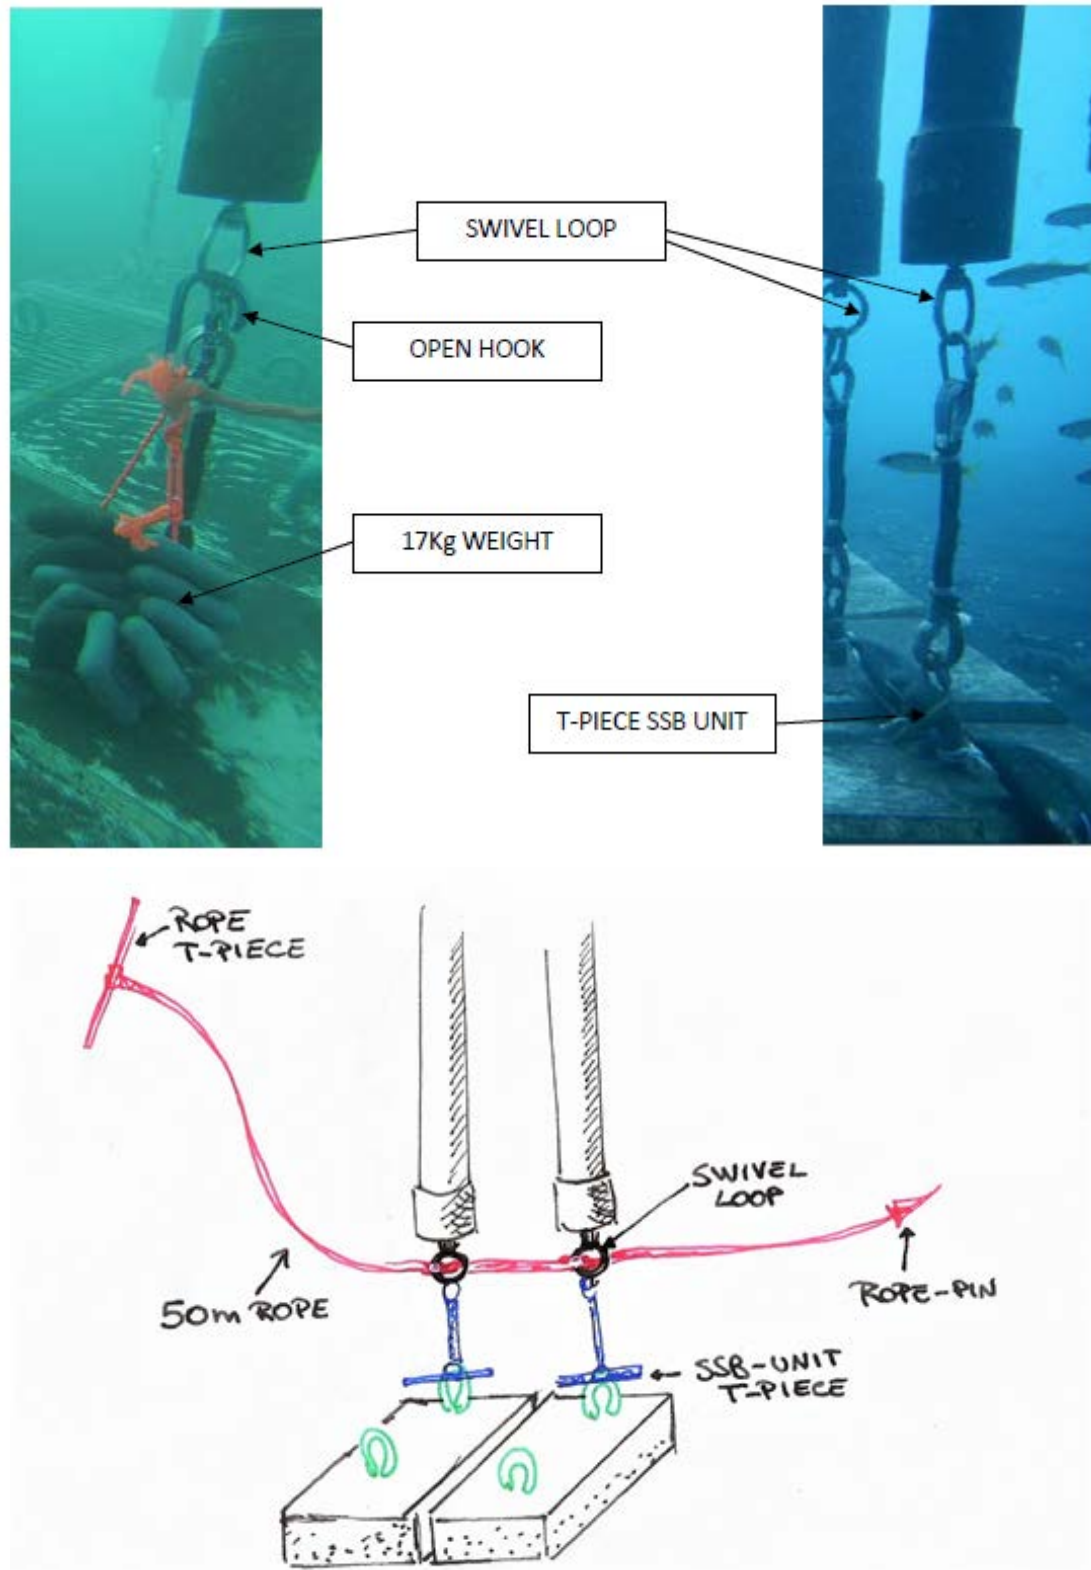 SWIVEL LOOP
OPEN HOOK
17Kg WEIGHT
T-PIECE SSB UNIT
ROPE
T-PIECE
SWIVEL
LOOP
50m ROPE
ROPE-PIN
SSB-UNIT
T-PIECE